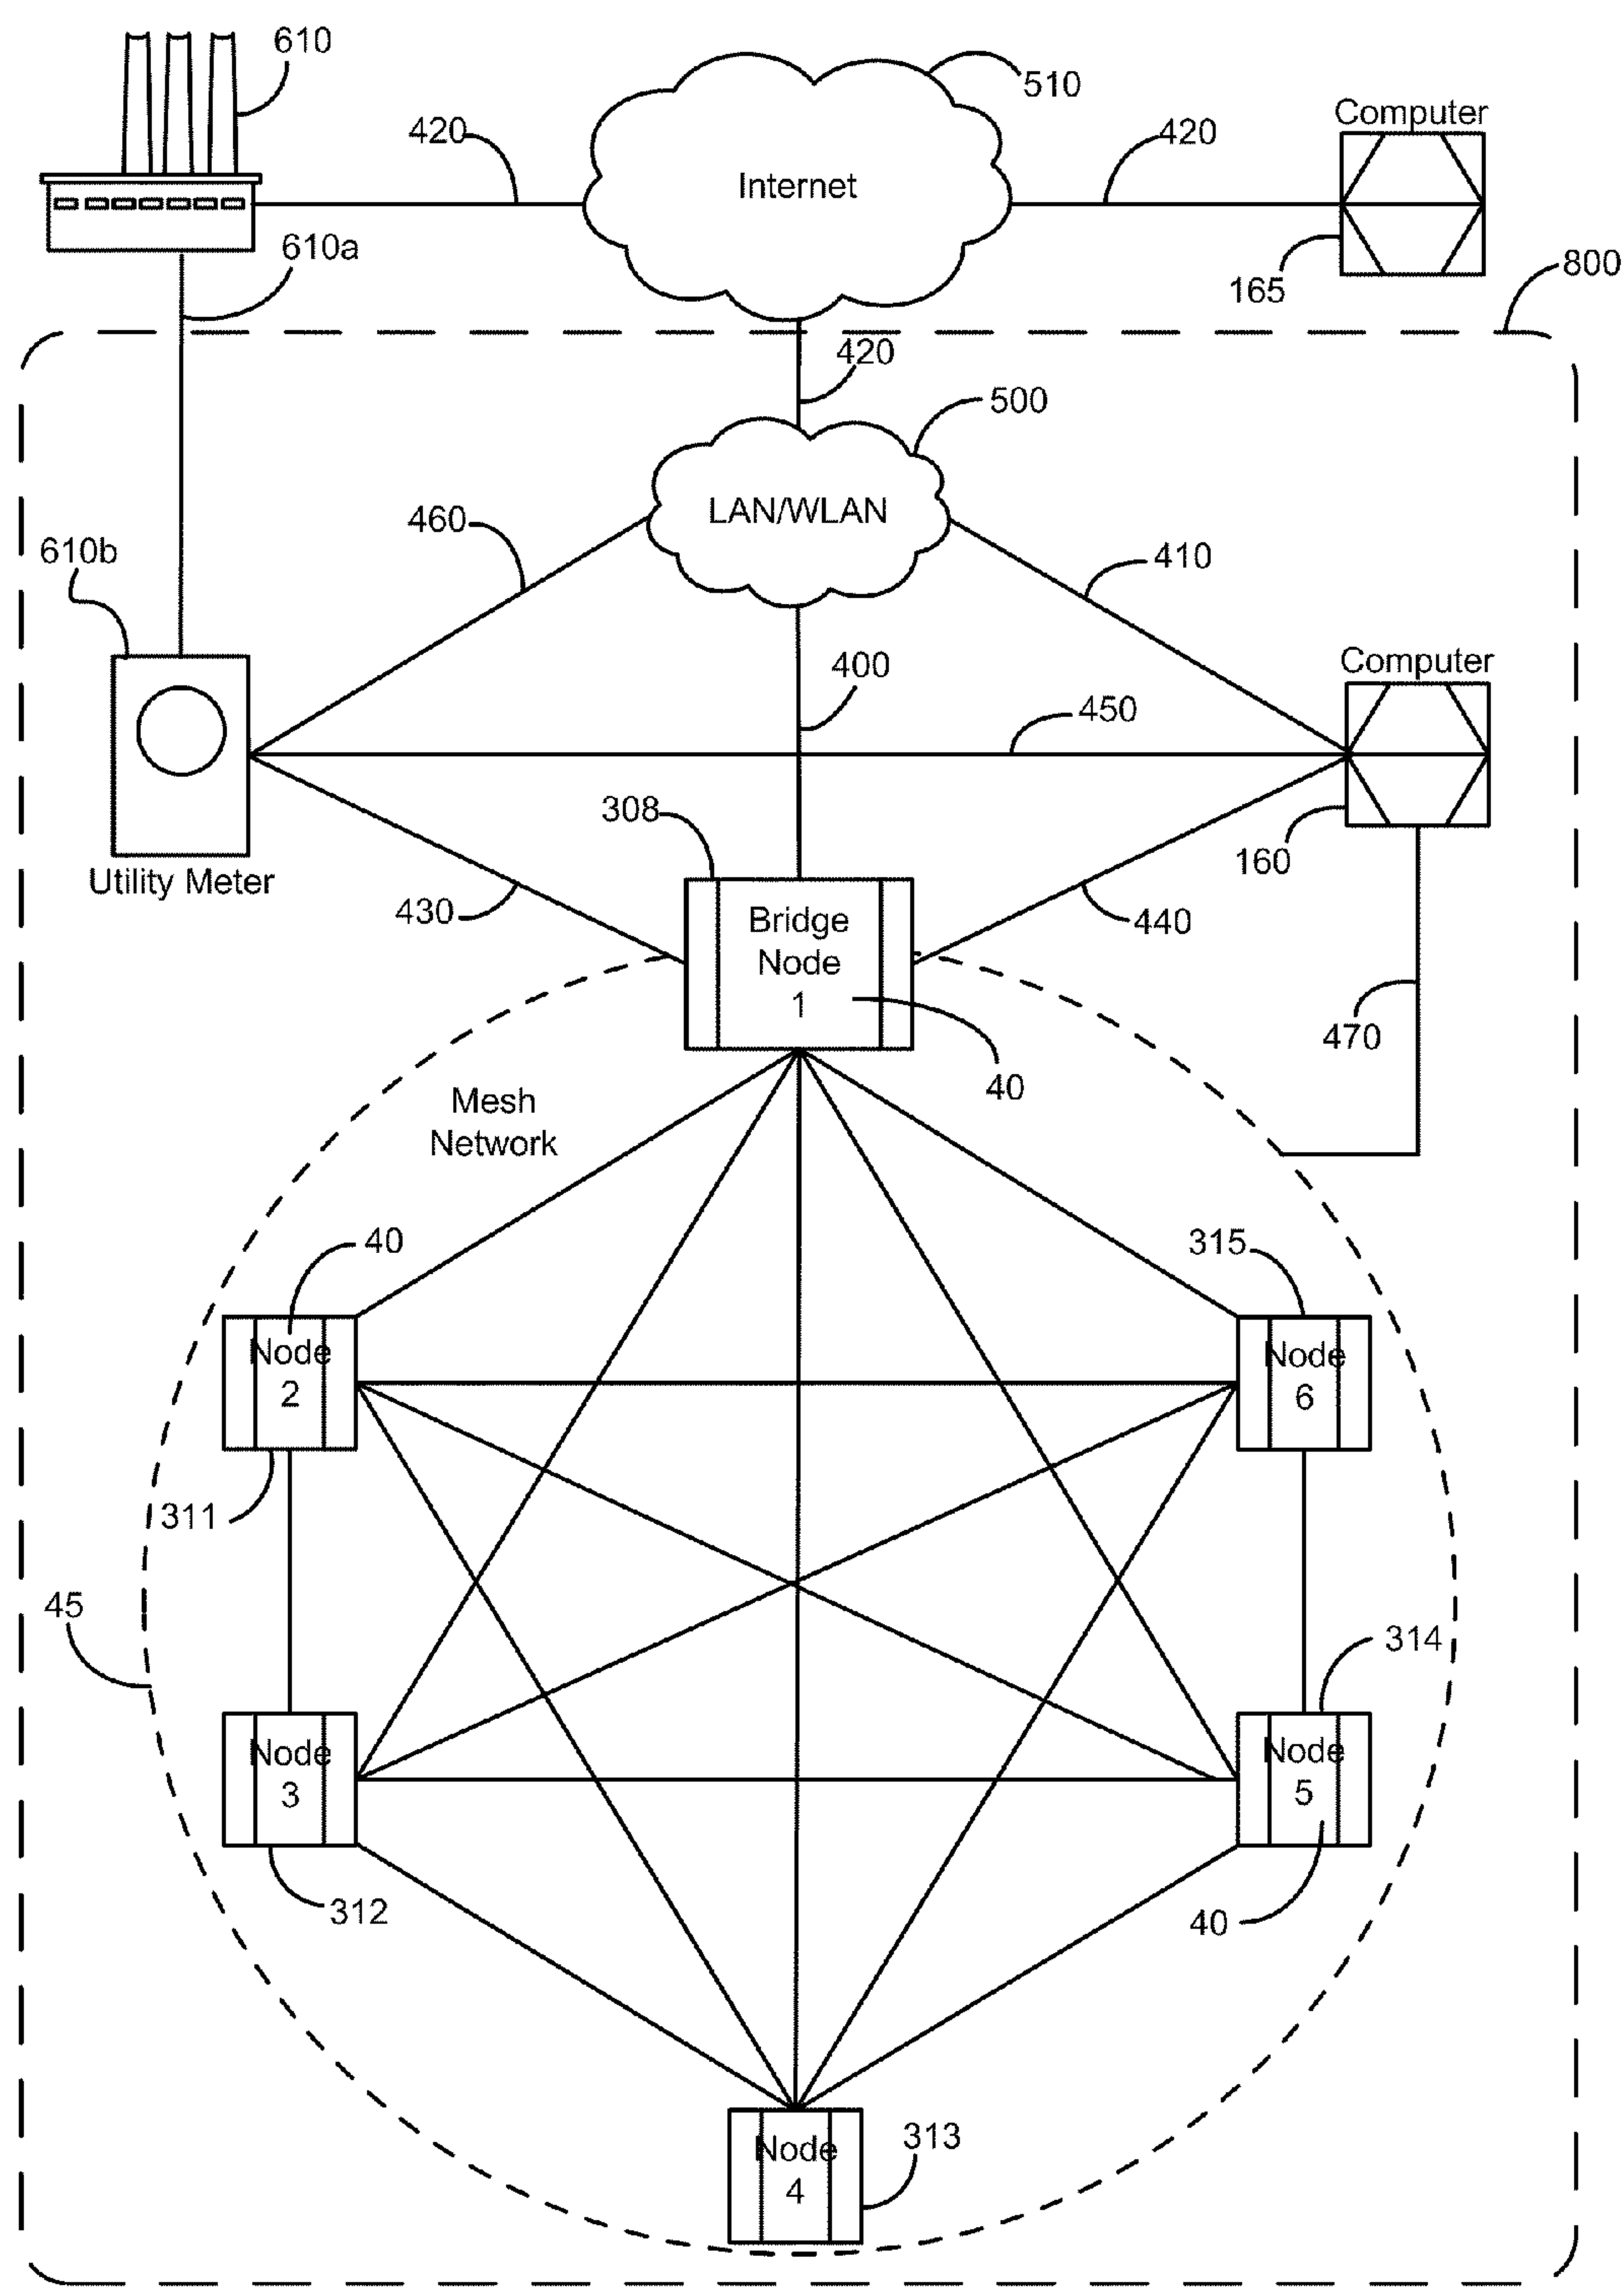 610
510
Computer
420
420
Internet
610a
165
800
420
500
LAN/WLAN
460
410
610b
400
Computer
450
308
160
Utility Meter
430
440
Bridge
Node
1
470
40
Mesh
Network
40
315
Node
2
Node
6
311
45
314
Node
3
Node
5
312
40
313
Node
4